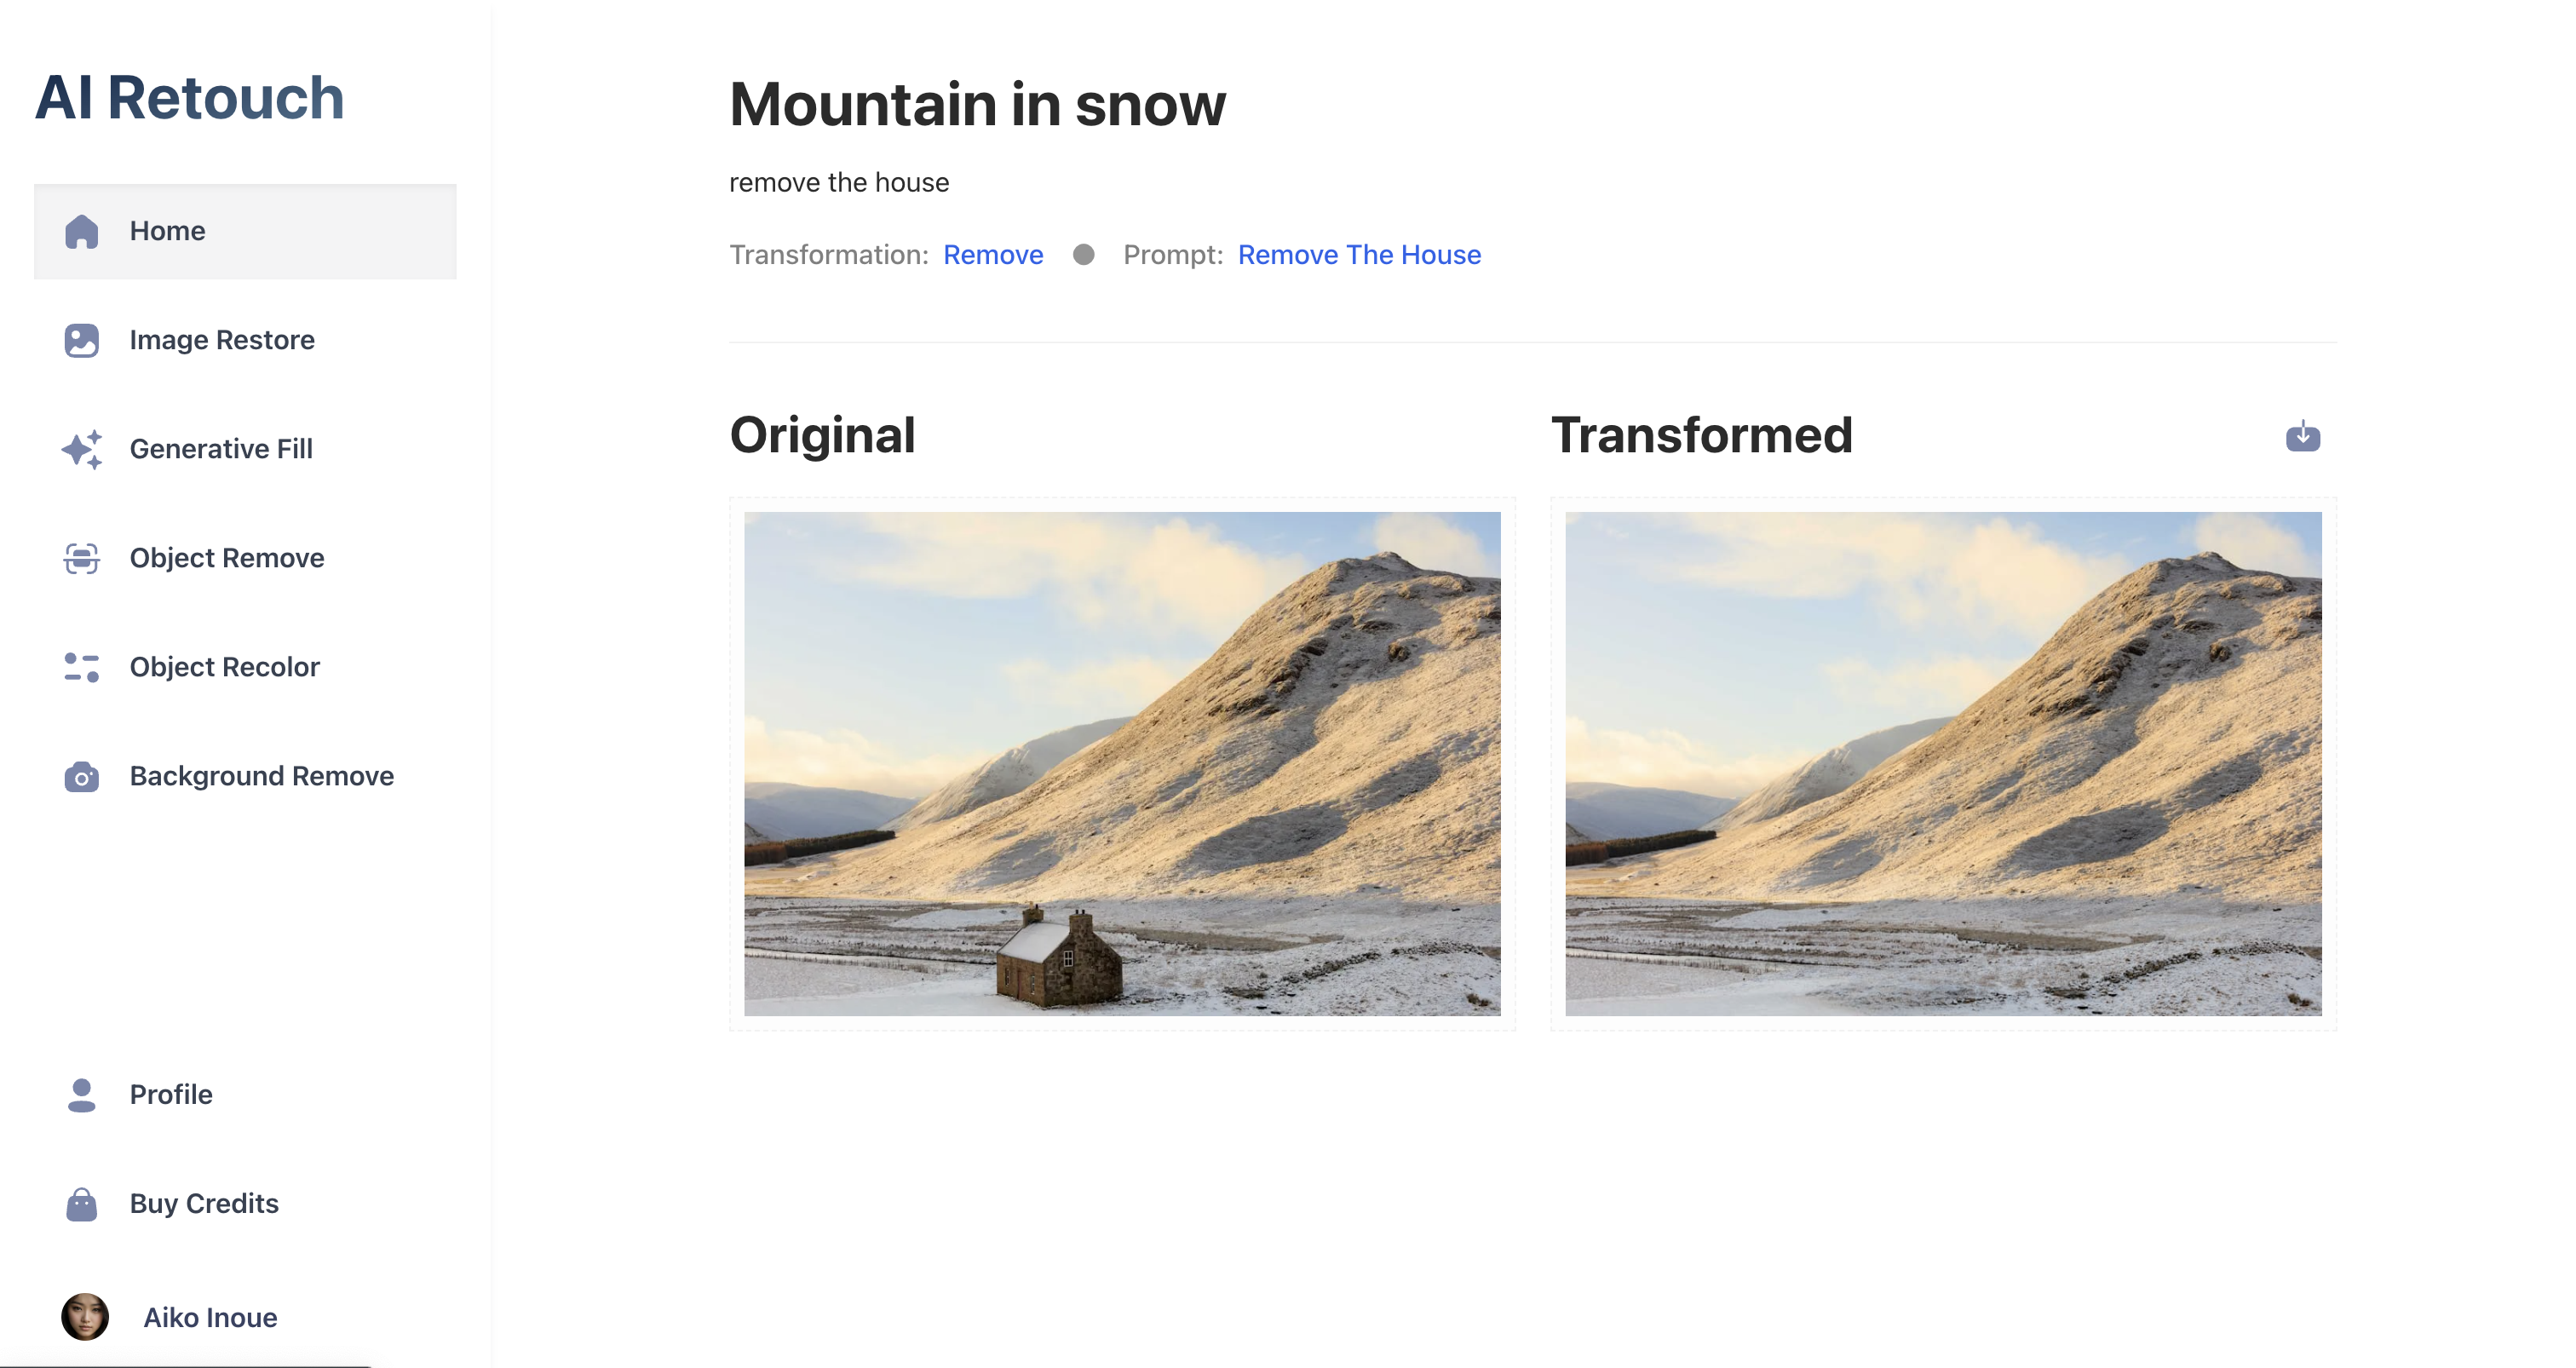 AI Retouch
Home
Image Restore
Generative Fill
Object Remove
Object Recolor
Background Remove
Profile
Buy Credits
Aiko Inoue
Mountain in snow
remove the house
Transformation: Remove Prompt: Remove The House
Original
Transformed